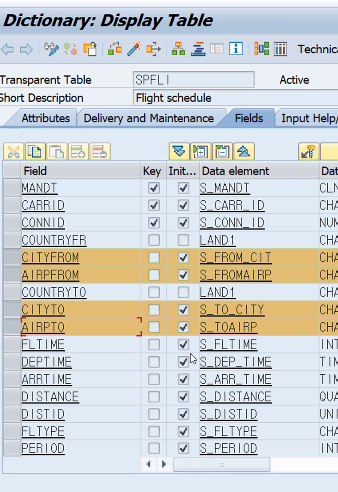 Dictionary: Display Table
Technica
Transparent Table SPFLI Active
Short Description Flight schedule
Attributes Delivery and Maintenance Fields Input Help/
Field Key Init... Data element Dat
MANDT S_MANDT CLN
CARRID S_CARR_ID CHA
CONNID S_CONN_ID NUM
COUNTRYFR LAND1 CHA
CITYFROM S_FROM_CIT CHA
AIRPFROM S_FROMAIRP CHA
COUNTRYTO LAND1 CHA
CITYTO S_TO_CITY CHA
AIRPTO S_TOAIRP CHA
FLTIME S_FLTIME INT
DEPTIME S_DEP_TIME TIM
ARRTIME S_ARR_TIME TIM
DISTANCE S_DISTANCE QUA
DISTID S_DISTID UNI
FLTYPE S_FLTYPE CHA
PERIOD S_PERIOD INT